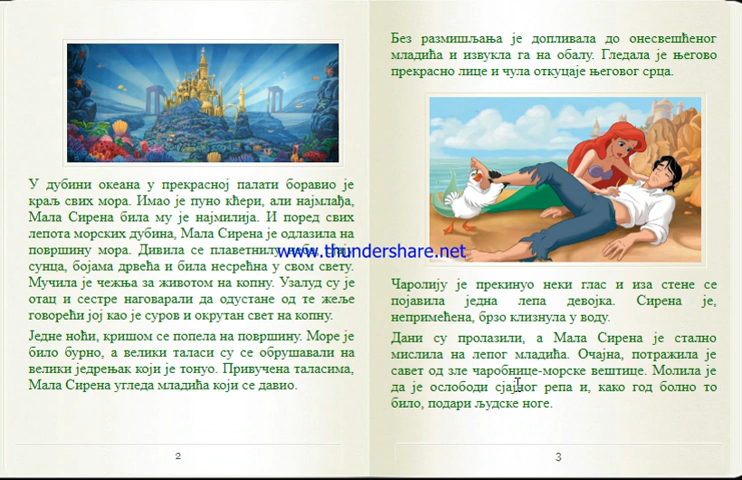 У дубини океана у прекрасној палати боравио је
краљ свих мора. Имао је пуно кћери, али најмлађа,
Мала Сирена била му је најмилија. И поред свих
лепота морских дубина, Мала Сирена је одлазила на
површину мора. Дивила се плаветнилу
www.thundershare.net
сунца, бојама дрвећа и била несрећна у свом свету.
Мучила је чежња за животом на копну. Узалуд су је
отац и сестре наговарали да одустане од те жеље
говорећи јој као је суров и окрутан свет на копну.
Једне ноћи, кришом се попела на површину. Море је
било бурно, а велики таласи су се обрушавали на
велики једрењак који је тонуо. Привучена таласима,
Мала Сирена угледа младића који се давио.
2
Без размишљања је допливала до онесвешћеног
младића и извукла га на обалу. Гледала је његово
прекрасно лице и чула откуцаје његовог срца.
Чаролију је прекинуо неки глас и иза стене се
појавила једна лепа девојка. Сирена је,
непримећена, брзо клизнула у воду.
Дани су пролазили, а Мала Сирена је стално
мислила на лепог младића. Очајна, потражила је
савет од зле чаробнице-морске вештице. Молила је
да је ослободи сјајног репа и, како год болно то
било, подари људске ноге.
3